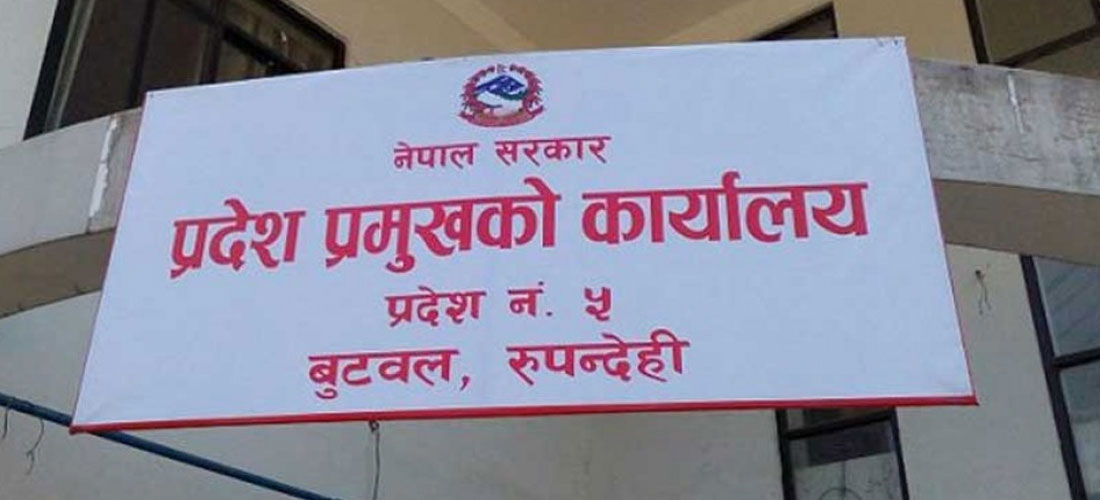 नेपाल सरकार
प्रदेश प्रमुखको कार्यालय
प्रदेश नं. ५
बुटवल, रुपन्देही